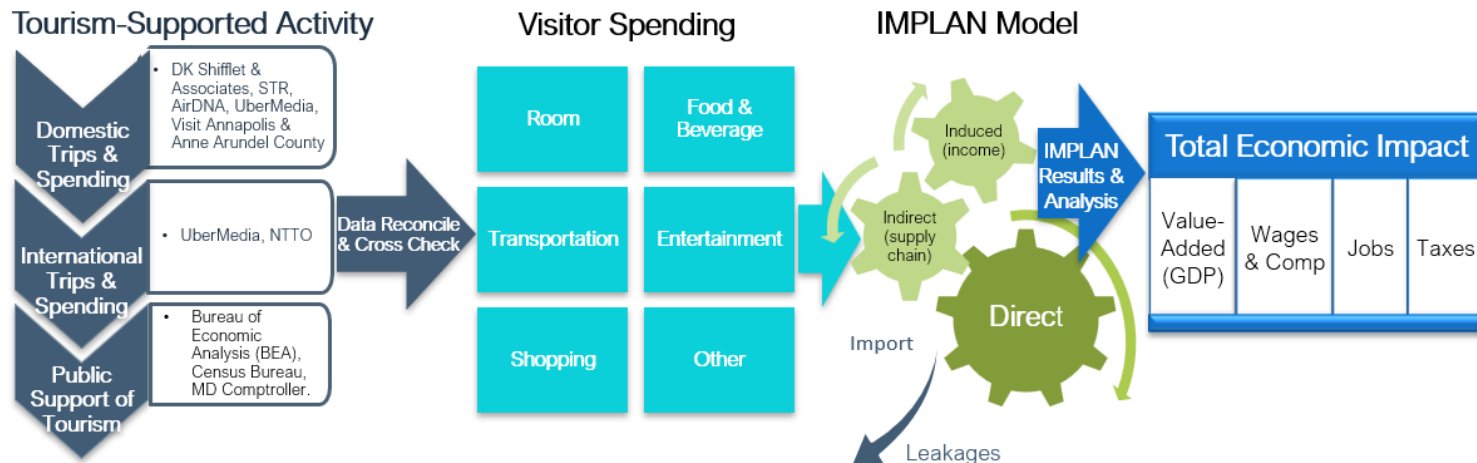 Tourism-Supported Activity
Domestic
Trips &
Spending
• DK Shifflet &
Associates, STR,
AirDNA, UberMedia,
Visit Annapolis &
Anne Arundel County
International
Trips &
Spending
• UberMedia, NTTO
Public
Support of
Tourism
• Bureau of
Economic
Analysis (BEA),
Census Bureau,
MD Comptroller.
Data Reconcile
& Cross Check
Visitor Spending
Room
Food &
Beverage
Transportation
Entertainment
Shopping
Other
IMPLAN Model
Induced
(income)
Indirect
(supply
chain)
Direct
Import
Leakages
IMPLAN
Results &
Analysis
Total Economic Impact
Value-
Added
(GDP)
Wages
& Comp
Jobs
Taxes